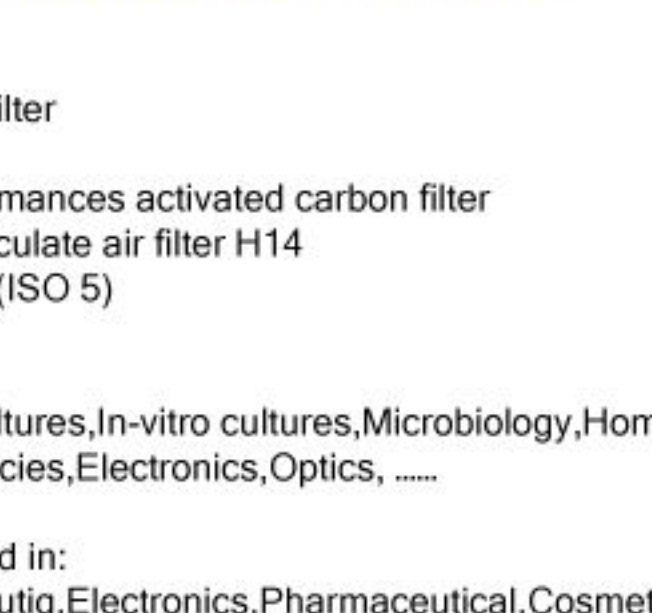 ilter
mances activated carbon filter
culate air filter H14
(ISO 5)
ltures,In-vitro cultures,Microbiology,Hom
cies,Electronics,Optics, ......
d in:
utig,Electronics,Pharmaceutical,Cosmet